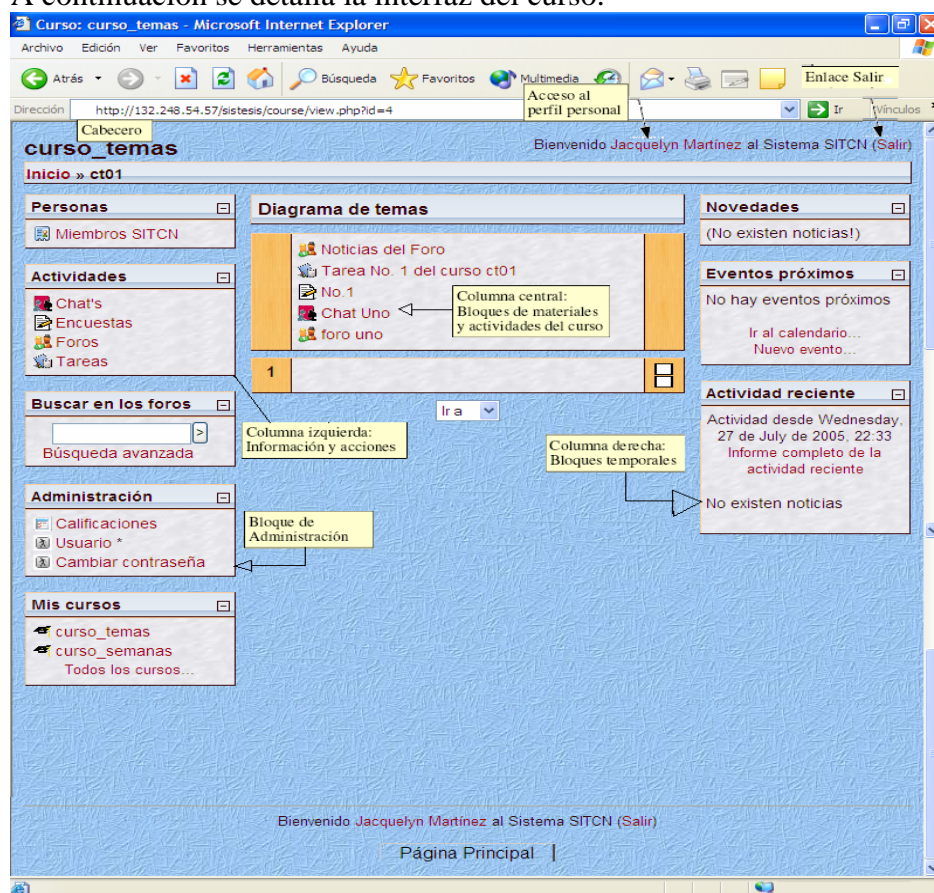 A continuación se detalla la interfaz del curso.
Curso: curso_temas - Microsoft Internet Explorer
Archivo Edición Ver Favoritos Herramientas Ayuda
Atrás Búsqueda Favoritos Multimedia Enlace Salir
Dirección http://132.248.54.57/sistesis/course/view.php?id=4 Ir Vínculos
Acceso al
perfil personal
Cabecero
curso_temas
Bienvenido Jacquelyn Martínez al Sistema SITCN (Salir)
Inicio » ct01
Personas
Miembros SITCN
Actividades
Chat's
Encuestas
Foros
Tareas
Buscar en los foros
Búsqueda avanzada
Administración
Calificaciones
Usuario *
Cambiar contraseña
Mis cursos
curso_temas
curso_semanas
Todos los cursos...
Diagrama de temas
Noticias del Foro
Tarea No. 1 del curso ct01
No.1
Chat Uno
foro uno
Columna central:
Bloques de materiales
y actividades del curso
1
Ir a
Columna izquierda:
Información y acciones
Columna derecha:
Bloques temporales
Bloque de
Administración
Novedades
(No existen noticias!)
Eventos próximos
No hay eventos próximos
Ir al calendario...
Nuevo evento...
Actividad reciente
Actividad desde Wednesday,
27 de July de 2005, 22:33
Informe completo de la
actividad reciente
No existen noticias
Bienvenido Jacquelyn Martínez al Sistema SITCN (Salir)
Página Principal